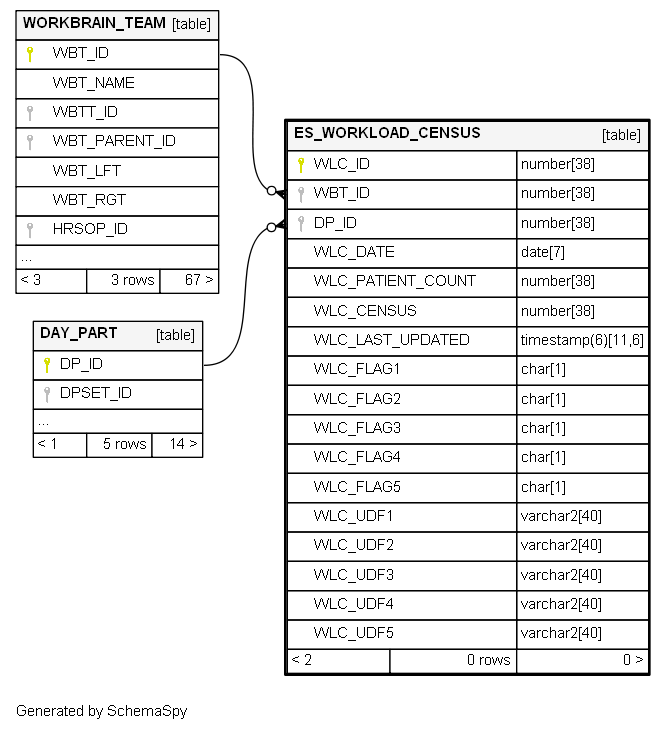 WORKBRAIN_TEAM [table]
WBT_ID
WBT_NAME
WBTT_ID
WBT_PARENT_ID
WBT_LFT
WBT_RGT
HRSOP_ID
...
< 3 3 rows 67 >
DAY_PART [table]
DP_ID
DPSET_ID
...
< 1 5 rows 14 >
ES_WORKLOAD_CENSUS [table]
WLC_ID number[38]
WBT_ID number[38]
DP_ID number[38]
WLC_DATE date[7]
WLC_PATIENT_COUNT number[38]
WLC_CENSUS number[38]
WLC_LAST_UPDATED timestamp(6)[11,6]
WLC_FLAG1 char[1]
WLC_FLAG2 char[1]
WLC_FLAG3 char[1]
WLC_FLAG4 char[1]
WLC_FLAG5 char[1]
WLC_UDF1 varchar2[40]
WLC_UDF2 varchar2[40]
WLC_UDF3 varchar2[40]
WLC_UDF4 varchar2[40]
WLC_UDF5 varchar2[40]
< 2 0 rows 0 >
Generated by SchemaSpy